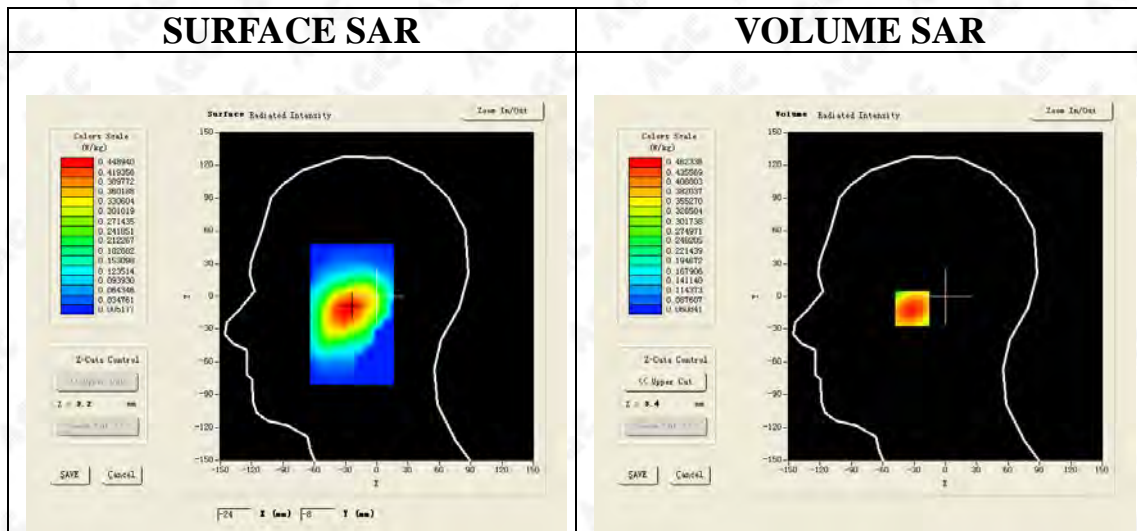 SURFACE SAR
VOLUME SAR
Surface Radiated Intensity
Zoom In/Out
Colors Scale
(W/kg)
0.448940
0.419356
0.389772
0.360188
0.330604
0.301019
0.271435
0.241851
0.212267
0.182682
0.153098
0.123514
0.093930
0.064346
0.034761
0.005177
150
120
90
60
30
0
-30
-60
-90
-120
-150
Y
-150 -120 -90 -60 -30 0 30 60 90 120 150
X
Z-Cuts Control
<< Upper Cut
Z = 3.2 mm
SAVE Cancel
-24 X (mm) -8 Y (mm)
Volume Radiated Intensity
Zoom In/Out
Colors Scale
(W/kg)
0.462338
0.435569
0.408803
0.382037
0.355270
0.328504
0.301738
0.274971
0.248205
0.221439
0.194672
0.167906
0.141140
0.114373
0.087607
0.060841
150
120
90
60
30
0
-30
-60
-90
-120
-150
Y
-150 -120 -90 -60 -30 0 30 60 90 120 150
X
Z-Cuts Control
<< Upper Cut
Z = 3.4 mm
SAVE Cancel